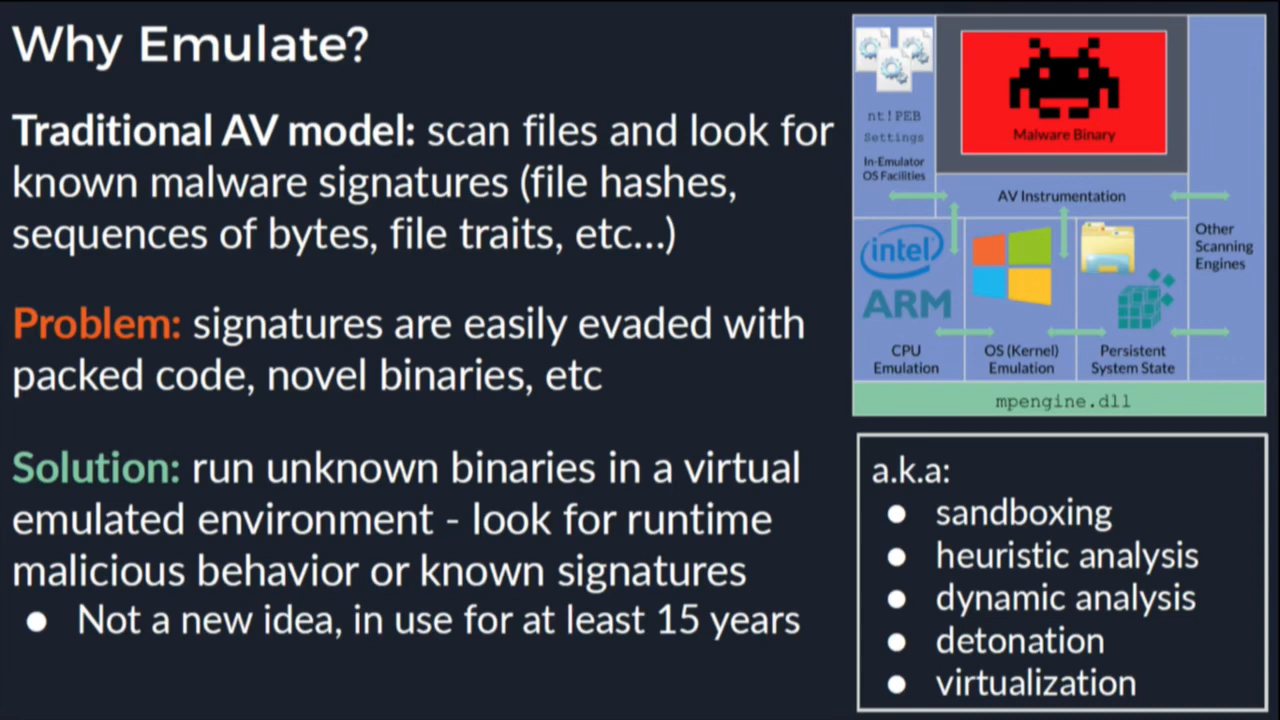 Why Emulate?
Traditional AV model: scan files and look for
known malware signatures (file hashes,
sequences of bytes, file traits, etc...)
Problem: signatures are easily evaded with
packed code, novel binaries, etc
Solution: run unknown binaries in a virtual
emulated environment - look for runtime
malicious behavior or known signatures
● Not a new idea, in use for at least 15 years
nt!PEB
Settings
In-Emulator
OS Facilities
Malware Binary
AV Instrumentation
intel
ARM
CPU
Emulation
OS (Kernel)
Emulation
Persistent
System State
Other
Scanning
Engines
mpengine.dll
a.k.a:
● sandboxing
● heuristic analysis
● dynamic analysis
● detonation
● virtualization